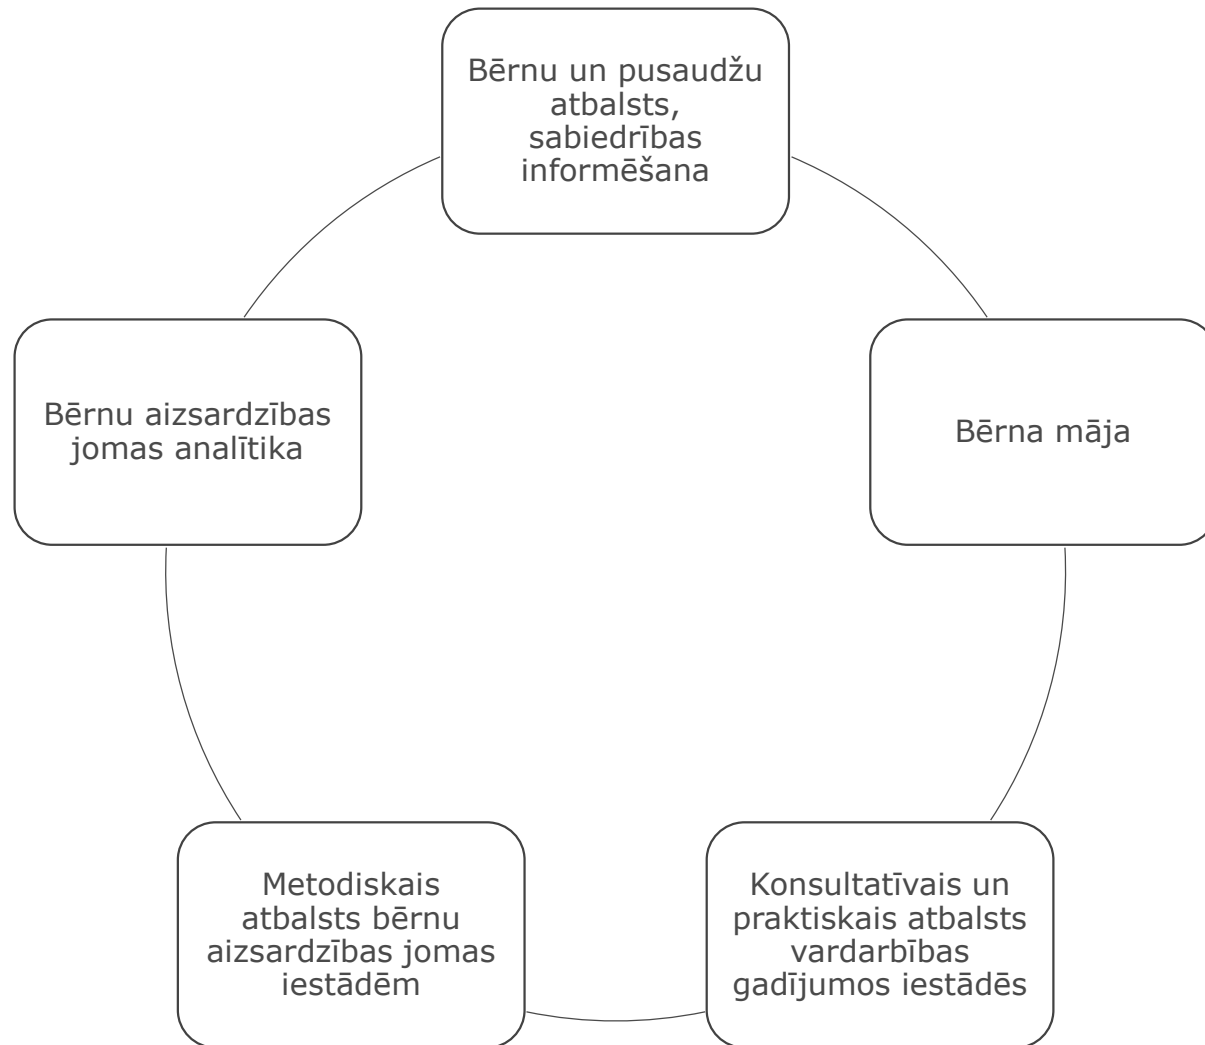 Bērnu un pusaudžu
atbalsts,
sabiedrības
informēšana
Bērnu aizsardzības
jomas analītika
Bērna māja
Metodiskais
atbalsts bērnu
aizsardzības jomas
iestādēm
Konsultatīvais un
praktiskais atbalsts
vardarbības
gadījumos iestādēs